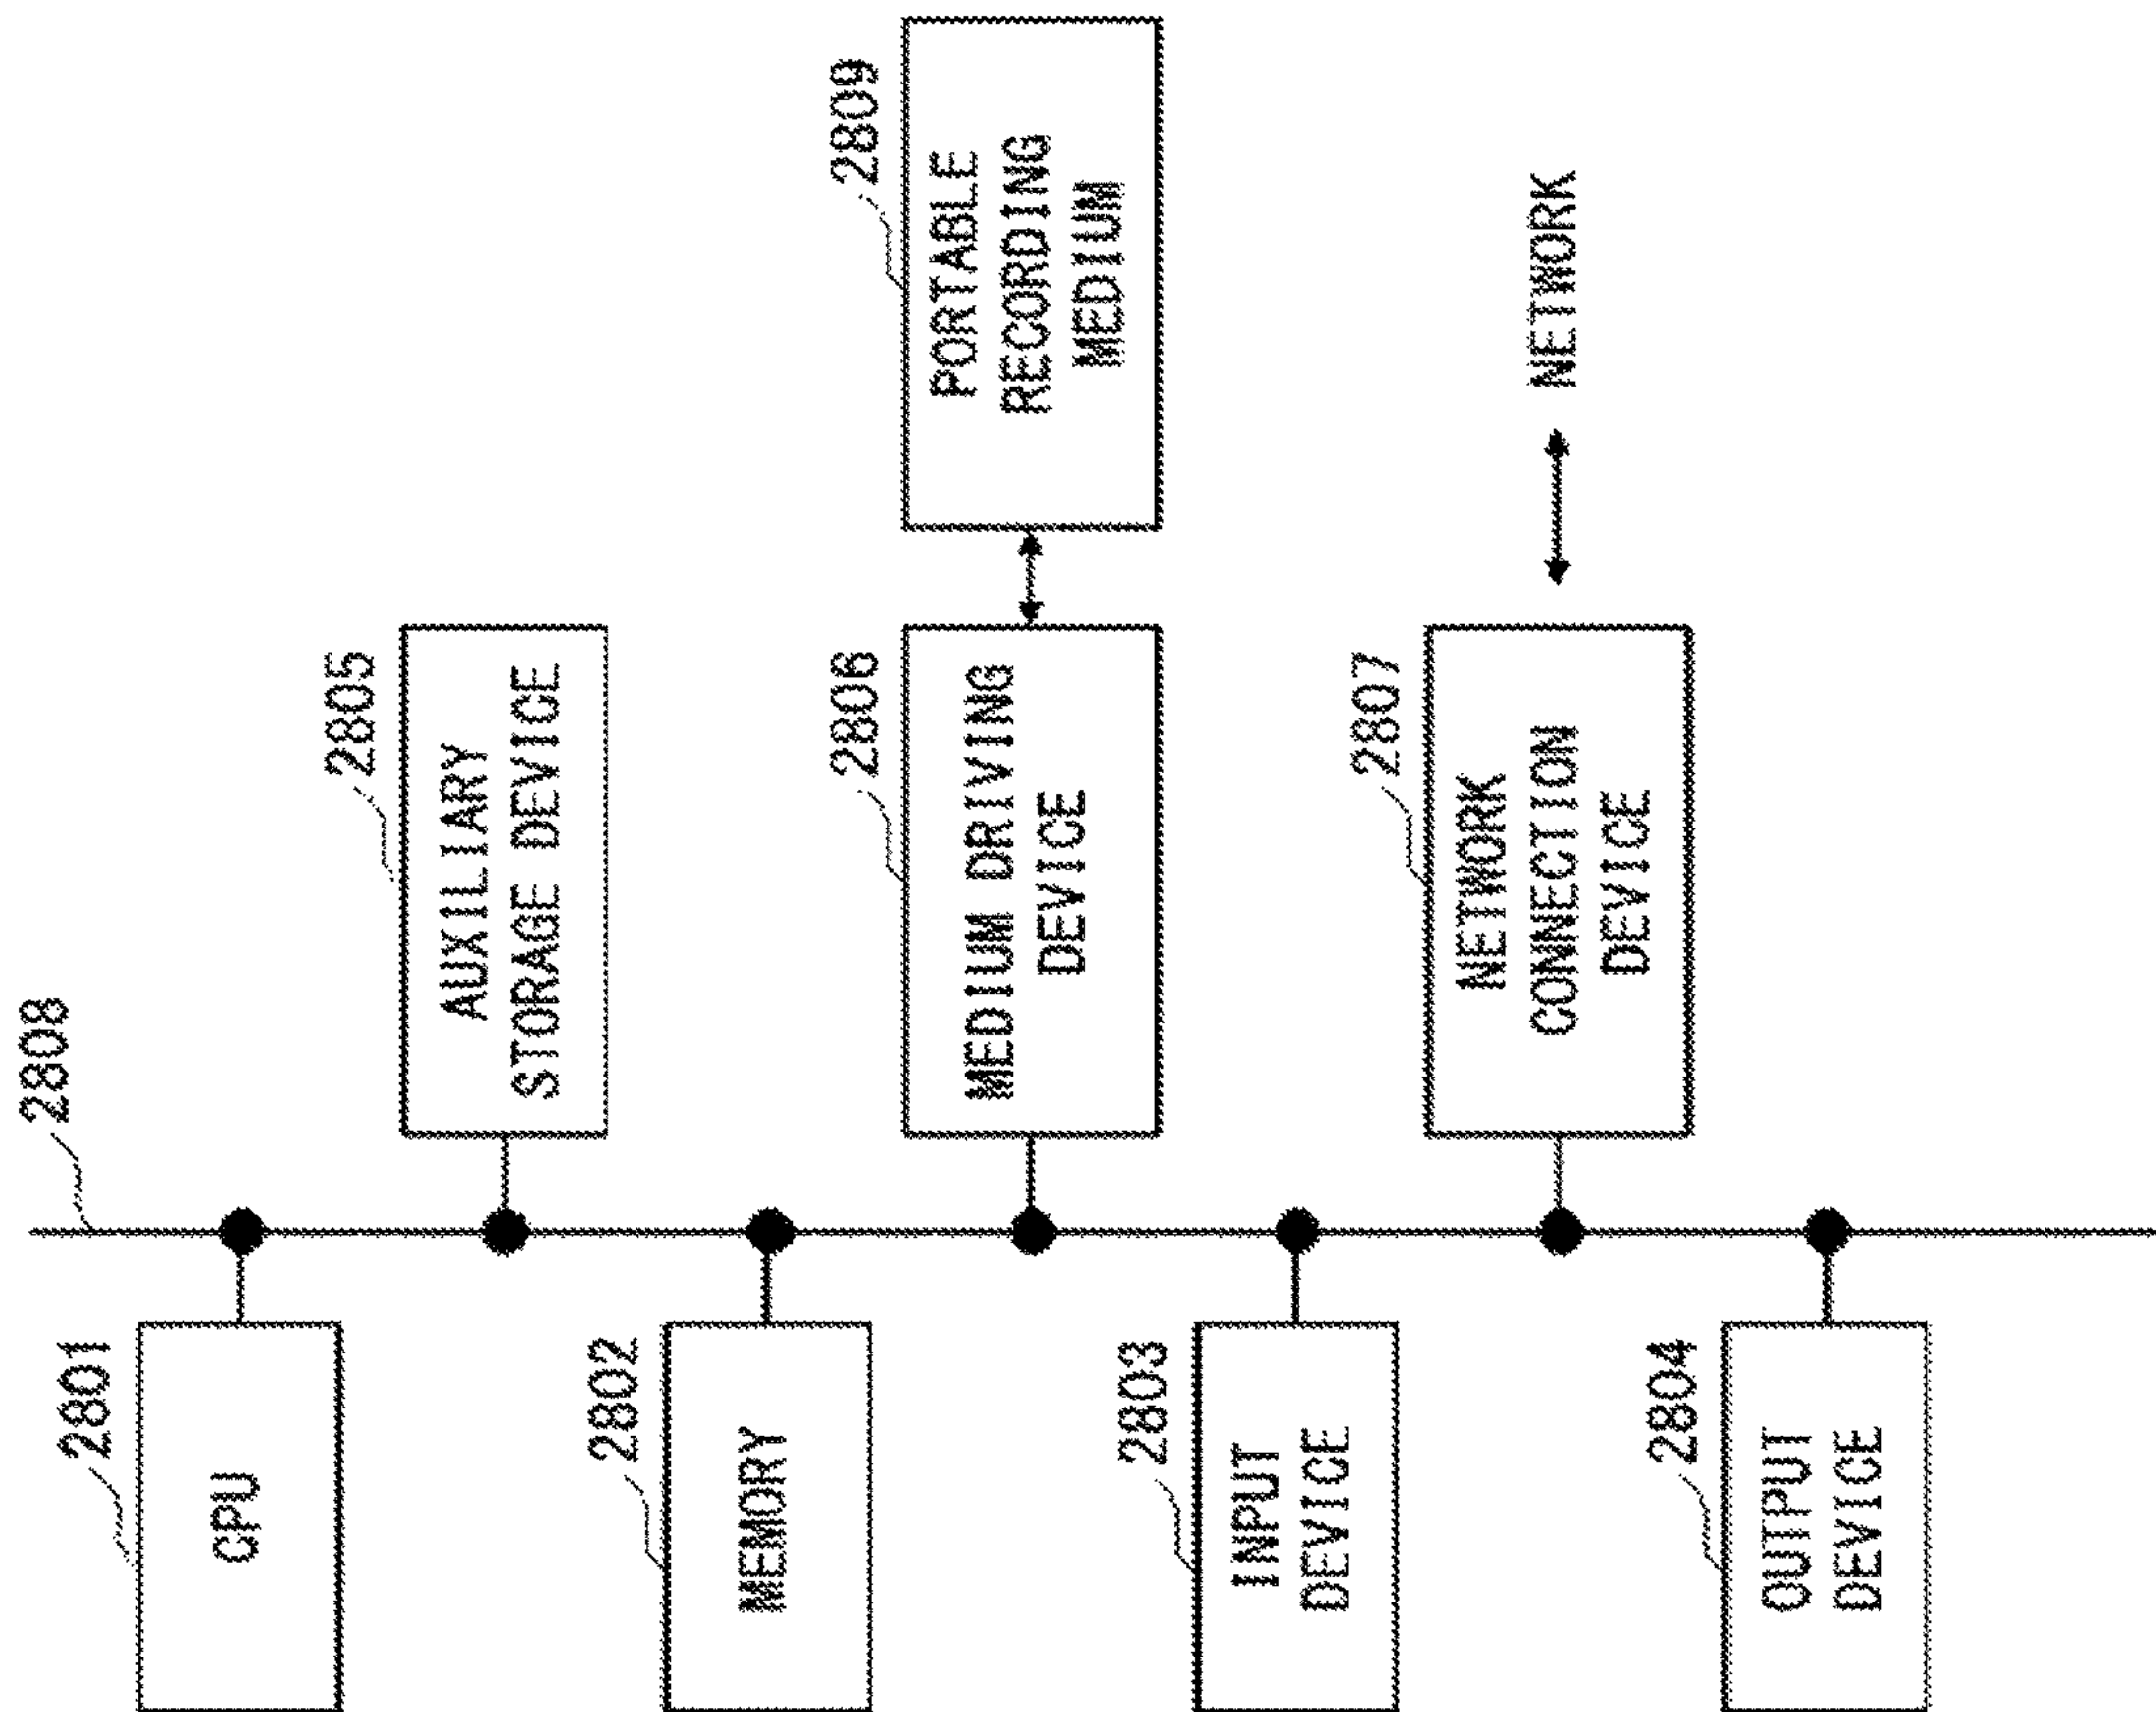 2801
CPU
2808
2805
AUXILIARY
STORAGE DEVICE
2802
MEMORY
2806
MEDIUM DRIVING
DEVICE
2809
PORTABLE
RECORDING
MEDIUM
2803
INPUT
DEVICE
2807
NETWORK
CONNECTION
DEVICE
NETWORK
2804
OUTPUT
DEVICE